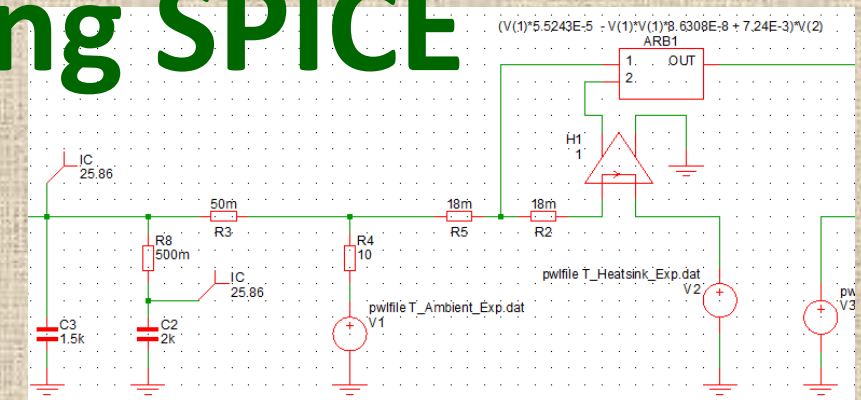 ng SPICE
(V(1)*5.5243E-5 - V(1)*V(1)*8.6308E-8 + 7.24E-3)*V(2)
ARB1
1 OUT
2
H1
1
IC
25.86
50m
R3
18m
R5
18m
R2
R8
500m
R4
10
IC
25.86
pwlfile T_Heatsink_Exp.dat
V2
pwlfile T_Ambient_Exp.dat
V1
pw
V3
C3
1.5k
C2
2k